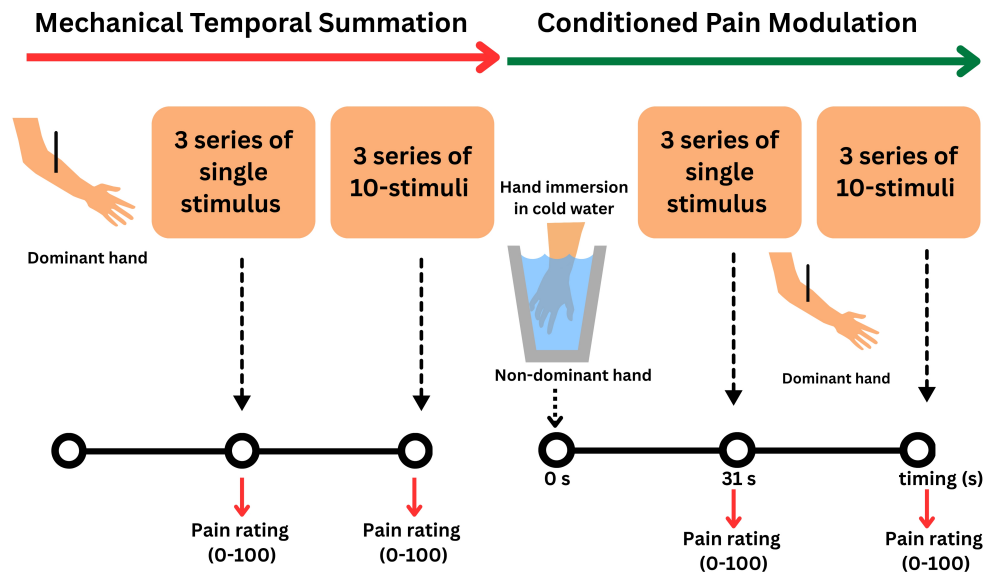 Mechanical Temporal Summation
Conditioned Pain Modulation
3 series of
single
stimulus
3 series of
10-stimuli
Dominant hand
Hand immersion
in cold water
Non-dominant hand
3 series of
single
stimulus
3 series of
10-stimuli
Dominant hand
0 s
31 s
timing (s)
Pain rating
(0-100)
Pain rating
(0-100)
Pain rating
(0-100)
Pain rating
(0-100)